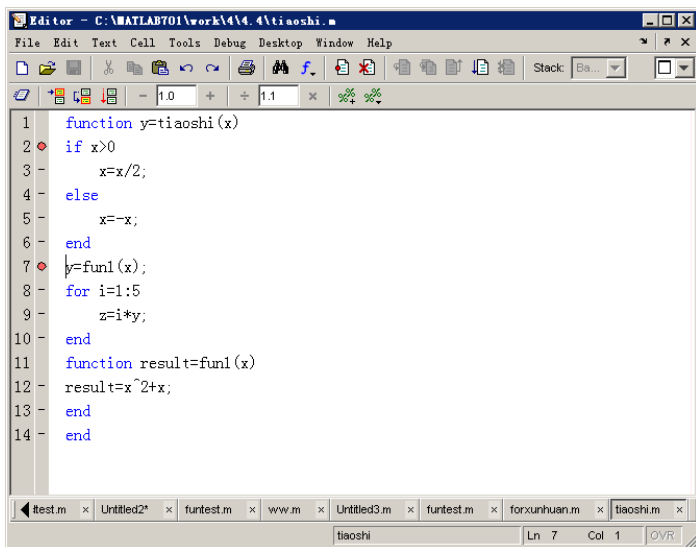 Editor - C:\MATLAB701\work\4\4.4\tiaoshi.m
File Edit Text Cell Tools Debug Desktop Window Help
Stack: Ba...
- 1.0 + ÷ 1.1 ×
1 function y=tiaoshi(x)
2 if x>0
3 - x=x/2;
4 - else
5 - x=-x;
6 - end
7 y=fun1(x);
8 - for i=1:5
9 - z=i*y;
10 - end
11 function result=fun1(x)
12 - result=x^2+x;
13 - end
14 - end
ttest.m × Untitled2* × funtest.m × ww.m × Untitled3.m × funtest.m × forxunhuan.m × tiaoshi.m ×
tiaoshi Ln 7 Col 1 OVR